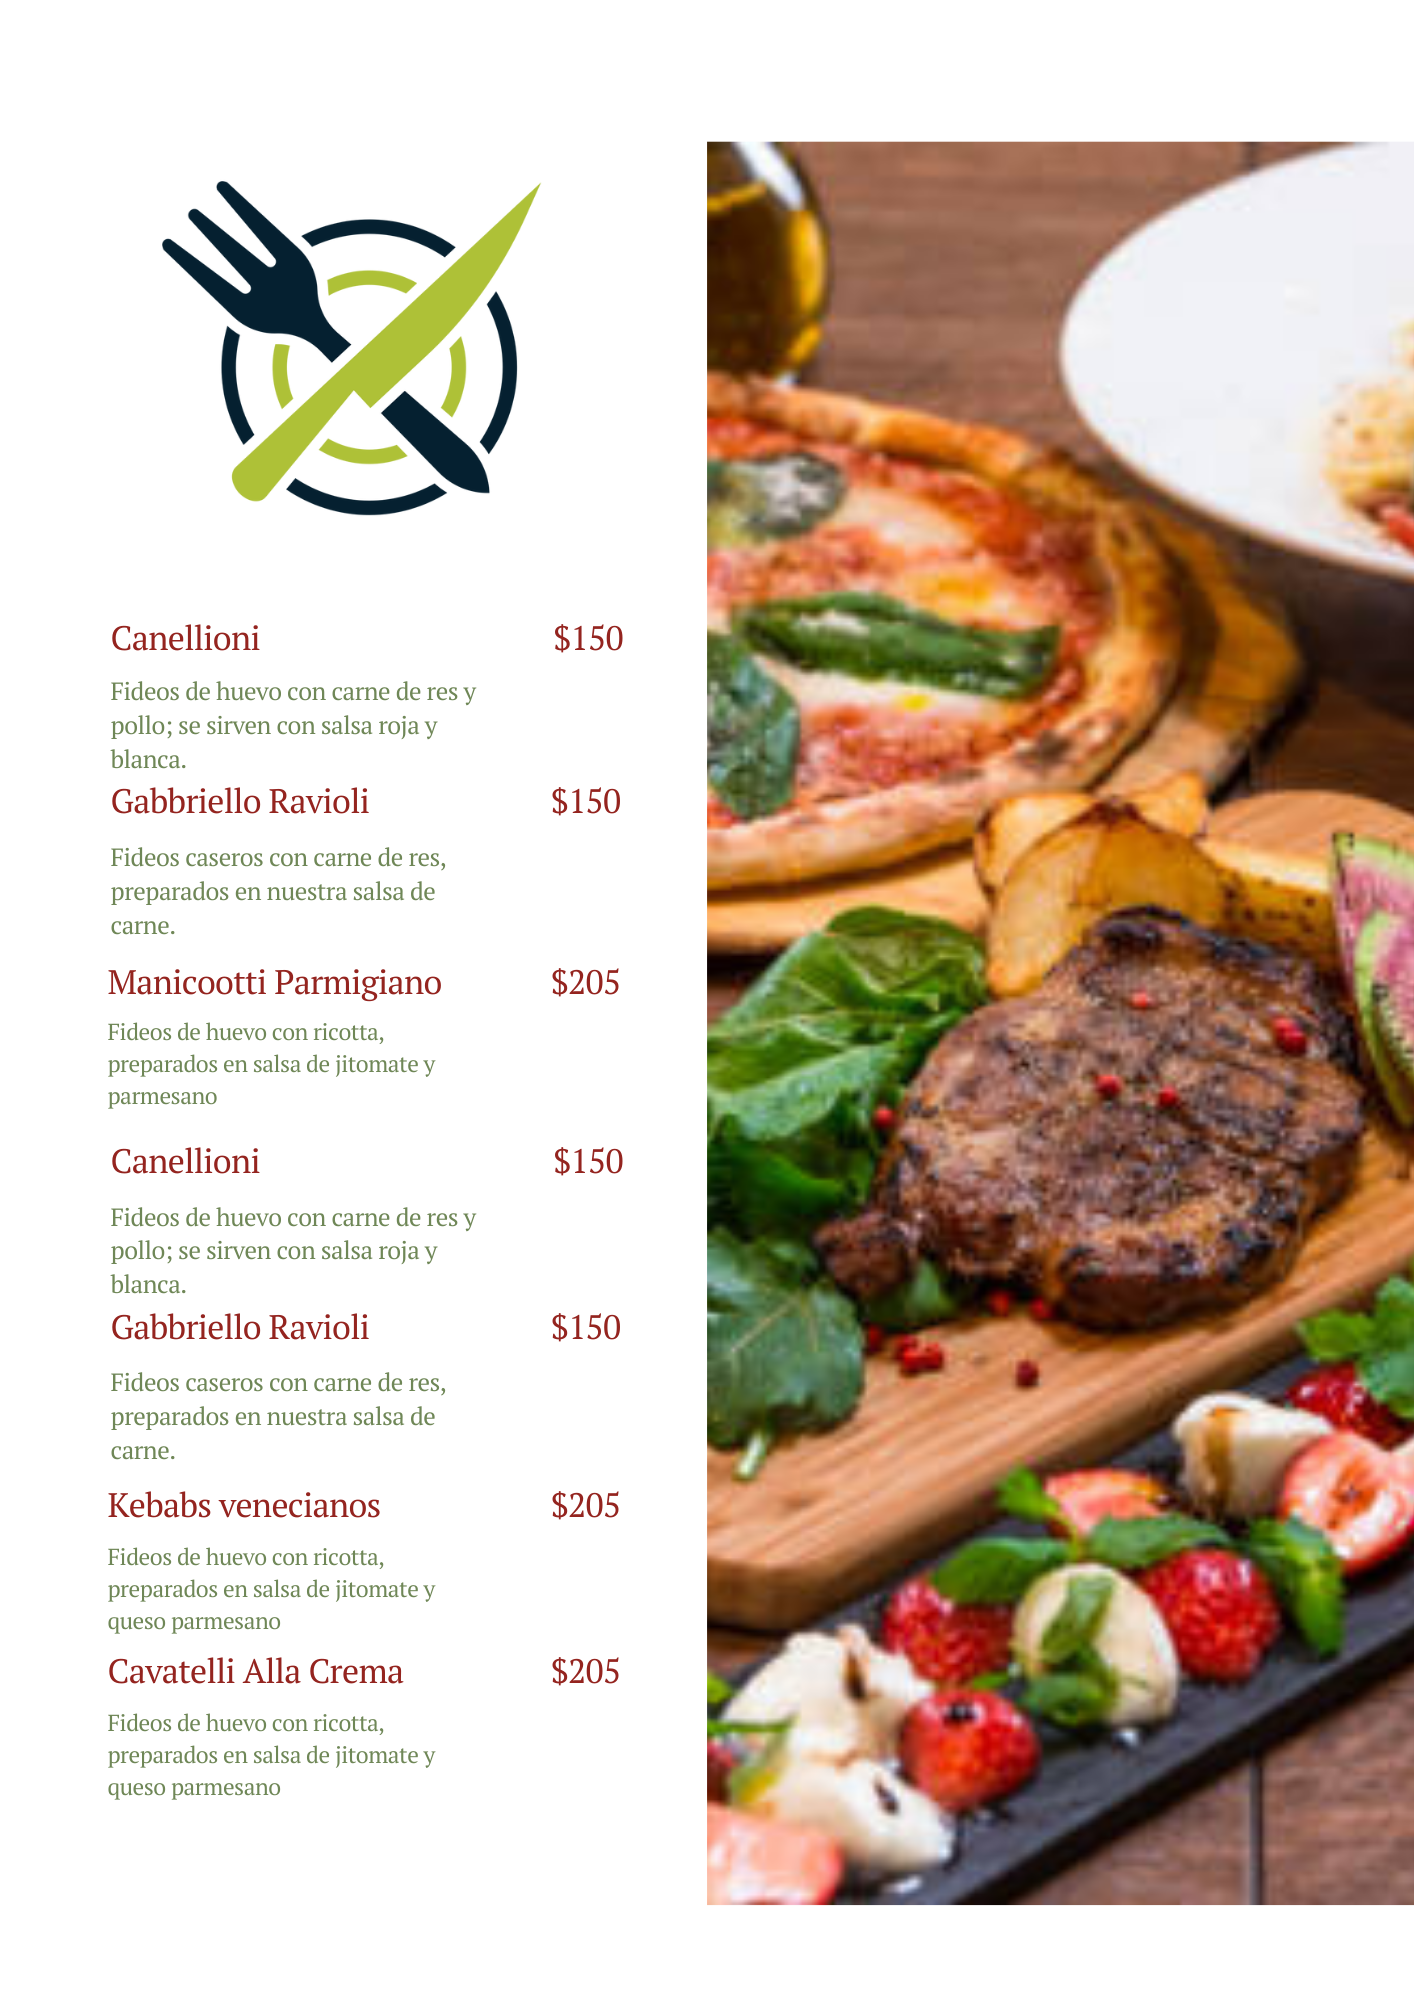 Canellioni $150
Fideos de huevo con carne de res y
pollo; se sirven con salsa roja y
blanca.
Gabbriello Ravioli $150
Fideos caseros con carne de res,
preparados en nuestra salsa de
carne.
Manicootti Parmigiano $205
Fideos de huevo con ricotta,
preparados en salsa de jitomate y
parmesano
Canellioni $150
Fideos de huevo con carne de res y
pollo; se sirven con salsa roja y
blanca.
Gabbriello Ravioli $150
Fideos caseros con carne de res,
preparados en nuestra salsa de
carne.
Kebabs venecianos $205
Fideos de huevo con ricotta,
preparados en salsa de jitomate y
queso parmesano
Cavatelli Alla Crema $205
Fideos de huevo con ricotta,
preparados en salsa de jitomate y
queso parmesano